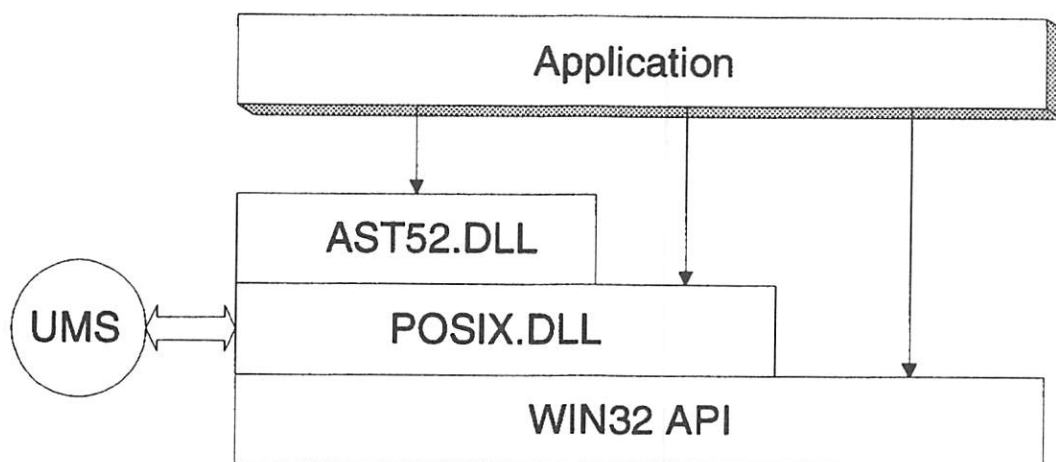 Application
AST52.DLL
UMS
POSIX.DLL
WIN32 API